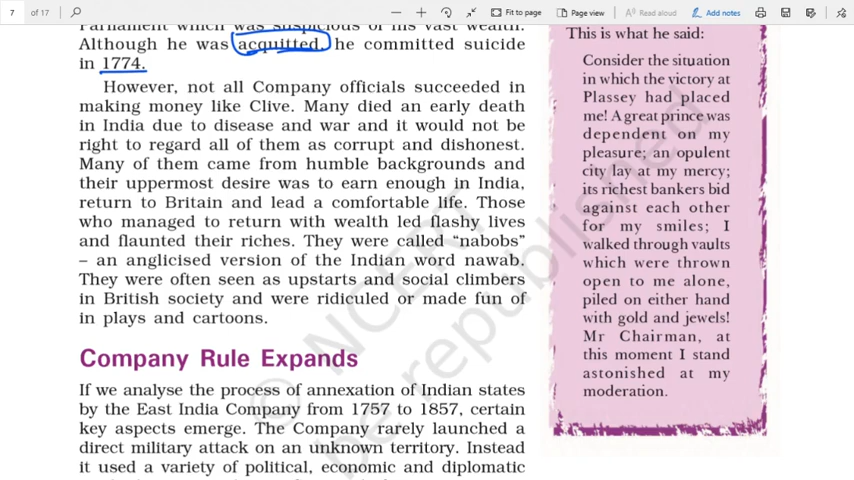 7 of 17
Fit to page
Page view
Read aloud
Add notes
Parliament which was suspicious of his vast wealth.
Although he was acquitted, he committed suicide
in 1774.
However, not all Company officials succeeded in
making money like Clive. Many died an early death
in India due to disease and war and it would not be
right to regard all of them as corrupt and dishonest.
Many of them came from humble backgrounds and
their uppermost desire was to earn enough in India,
return to Britain and lead a comfortable life. Those
who managed to return with wealth led flashy lives
and flaunted their riches. They were called “nabobs”
– an anglicised version of the Indian word nawab.
They were often seen as upstarts and social climbers
in British society and were ridiculed or made fun of
in plays and cartoons.
Company Rule Expands
If we analyse the process of annexation of Indian states
by the East India Company from 1757 to 1857, certain
key aspects emerge. The Company rarely launched a
direct military attack on an unknown territory. Instead
it used a variety of political, economic and diplomatic
This is what he said:
Consider the situation
in which the victory at
Plassey had placed
me! A great prince was
dependent on my
pleasure; an opulent
city lay at my mercy;
its richest bankers bid
against each other
for my smiles; I
walked through vaults
which were thrown
open to me alone,
piled on either hand
with gold and jewels!
Mr Chairman, at
this moment I stand
astonished at my
moderation.
© NCERT
be republished